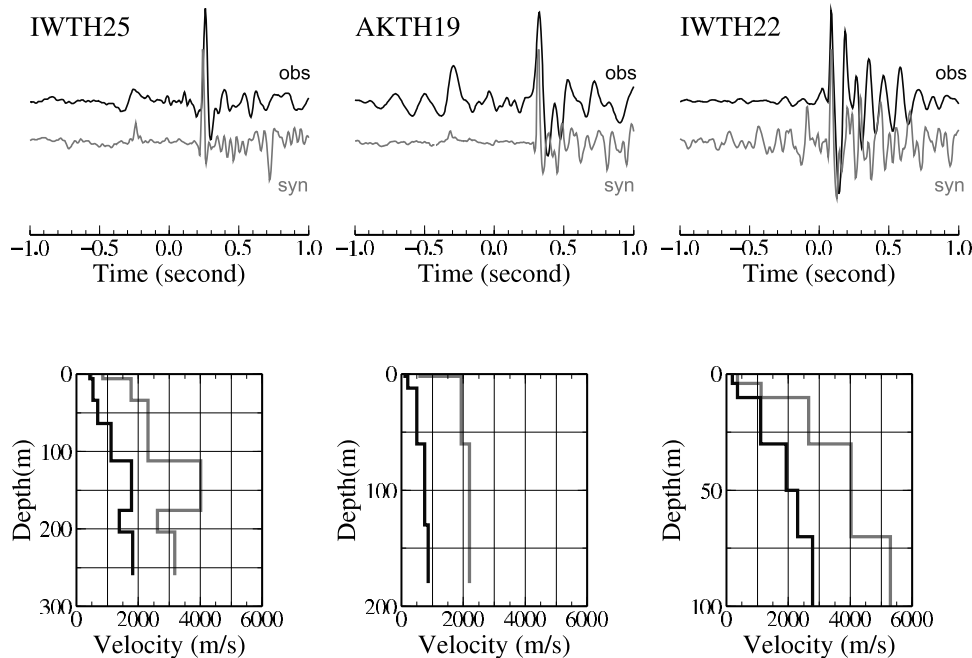 IWTH25
AKTH19
IWTH22
obs
obs
obs
syn
syn
syn
−1.0 −0.5 0.0 0.5 1.0
−1.0 −0.5 0.0 0.5 1.0
−1.0 −0.5 0.0 0.5 1.0
Time (second)
Time (second)
Time (second)
0
100
200
300
Depth(m)
0 2000 4000 6000
Velocity (m/s)
0
100
200
Depth(m)
0 2000 4000 6000
Velocity (m/s)
0
50
100
Depth(m)
0 2000 4000 6000
Velocity (m/s)